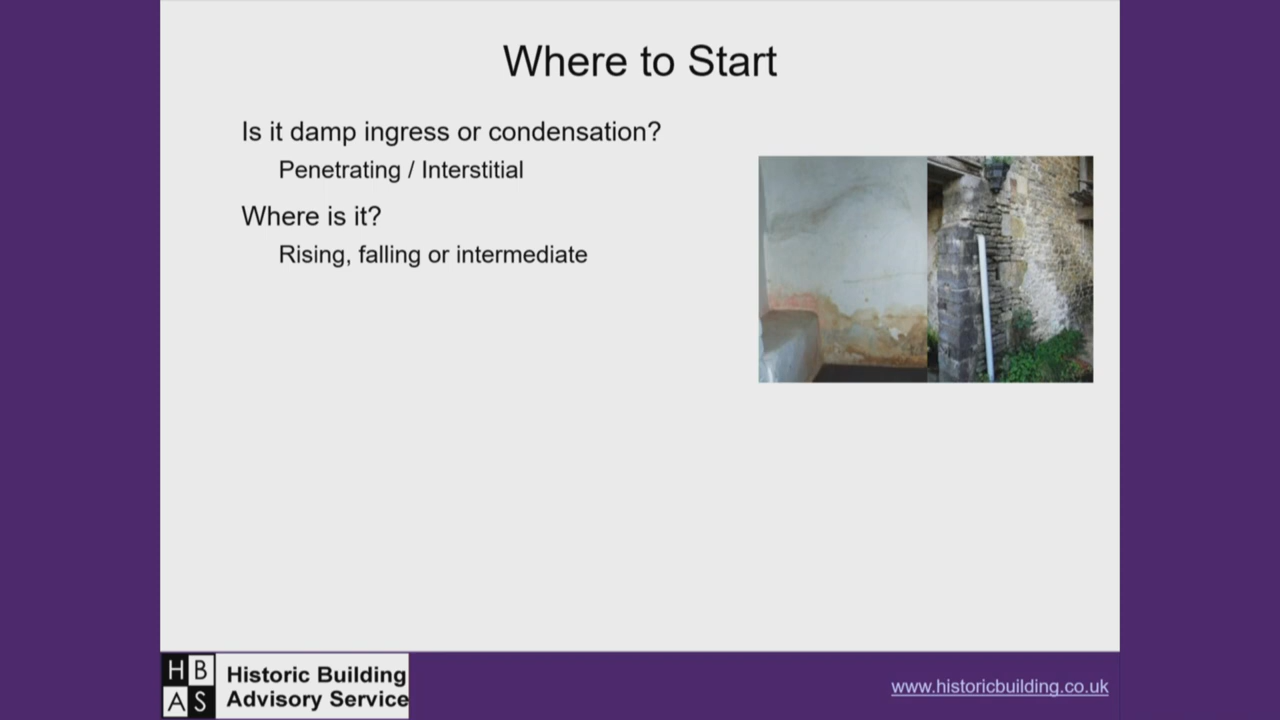 Where to Start
Is it damp ingress or condensation?
Penetrating / Interstitial
Where is it?
Rising, falling or intermediate
H B
A S
Historic Building
Advisory Service
www.historicbuilding.co.uk